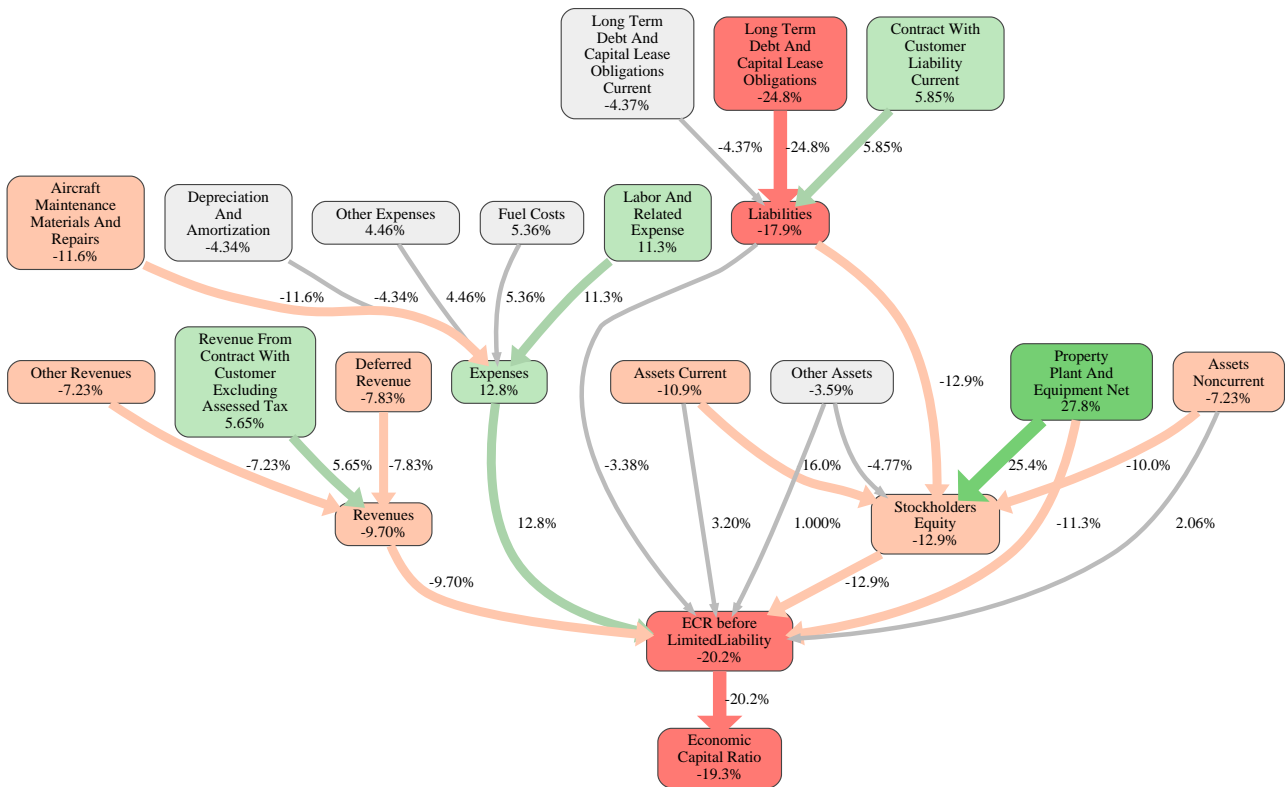 Long Term
Debt And
Capital Lease
Obligations
Current
-4.37%
Long Term
Debt And
Capital Lease
Obligations
-24.8%
Contract With
Customer
Liability
Current
5.85%
-4.37%
-24.8%
5.85%
Aircraft
Maintenance
Materials And
Repairs
-11.6%
Depreciation
And
Amortization
-4.34%
Other Expenses
4.46%
Fuel Costs
5.36%
Labor And
Related
Expense
11.3%
Liabilities
-17.9%
-11.6%
-4.34%
4.46%
5.36%
11.3%
Other Revenues
-7.23%
Revenue From
Contract With
Customer
Excluding
Assessed Tax
5.65%
Deferred
Revenue
-7.83%
Expenses
12.8%
Assets Current
-10.9%
Other Assets
-3.59%
-12.9%
Property
Plant And
Equipment Net
27.8%
Assets
Noncurrent
-7.23%
-7.23%
5.65%
-7.83%
-3.38%
16.0%
-4.77%
25.4%
-10.0%
Revenues
-9.70%
12.8%
3.20%
1.000%
Stockholders
Equity
-12.9%
-11.3%
2.06%
-9.70%
-12.9%
ECR before
LimitedLiability
-20.2%
-20.2%
Economic
Capital Ratio
-19.3%